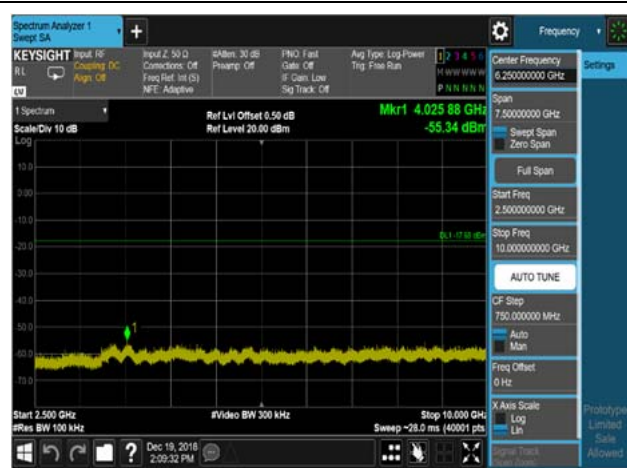 Spectrum Analyzer 1
Swept SA
+
Frequency
KEYSIGHT
RL
Input: RF
Coupling: DC
Align: Off
Input Z: 50 Ω
Corrections: Off
Freq Ref: Int (S)
NFE: Adaptive
#Atten: 30 dB
Preamp: Off
PNO: Fast
Gate: Off
IF Gain: Low
Sig Track: Off
Avg Type: Log-Power
Trig: Free Run
1 2 3 4 5 6
M W W W W W
P N N N N N
1 Spectrum
Scale/Div 10 dB
Log
Ref Lvl Offset 0.50 dB
Ref Level 20.00 dBm
Mkr1 4.025 88 GHz
-55.34 dBm
10.0
0.00
-10.0
-20.0
-30.0
-40.0
-50.0
-60.0
-70.0
1
Start 2.500 GHz
#Res BW 100 kHz
#Video BW 300 kHz
Stop 10.000 GHz
Sweep ~28.0 ms (40001 pts
Dec 19, 2016
2:09:32 PM
?
Settings
Center Frequency
6.250000000 GHz
Span
7.50000000 GHz
Swept Span
Zero Span
Full Span
Start Freq
2.500000000 GHz
Stop Freq
10.000000000 GHz
AUTO TUNE
CF Step
750.000000 MHz
Auto
Man
Freq Offset
0 Hz
X Axis Scale
Log
Lin
Signal Track
Prototype
Limited
Sale
Allowed